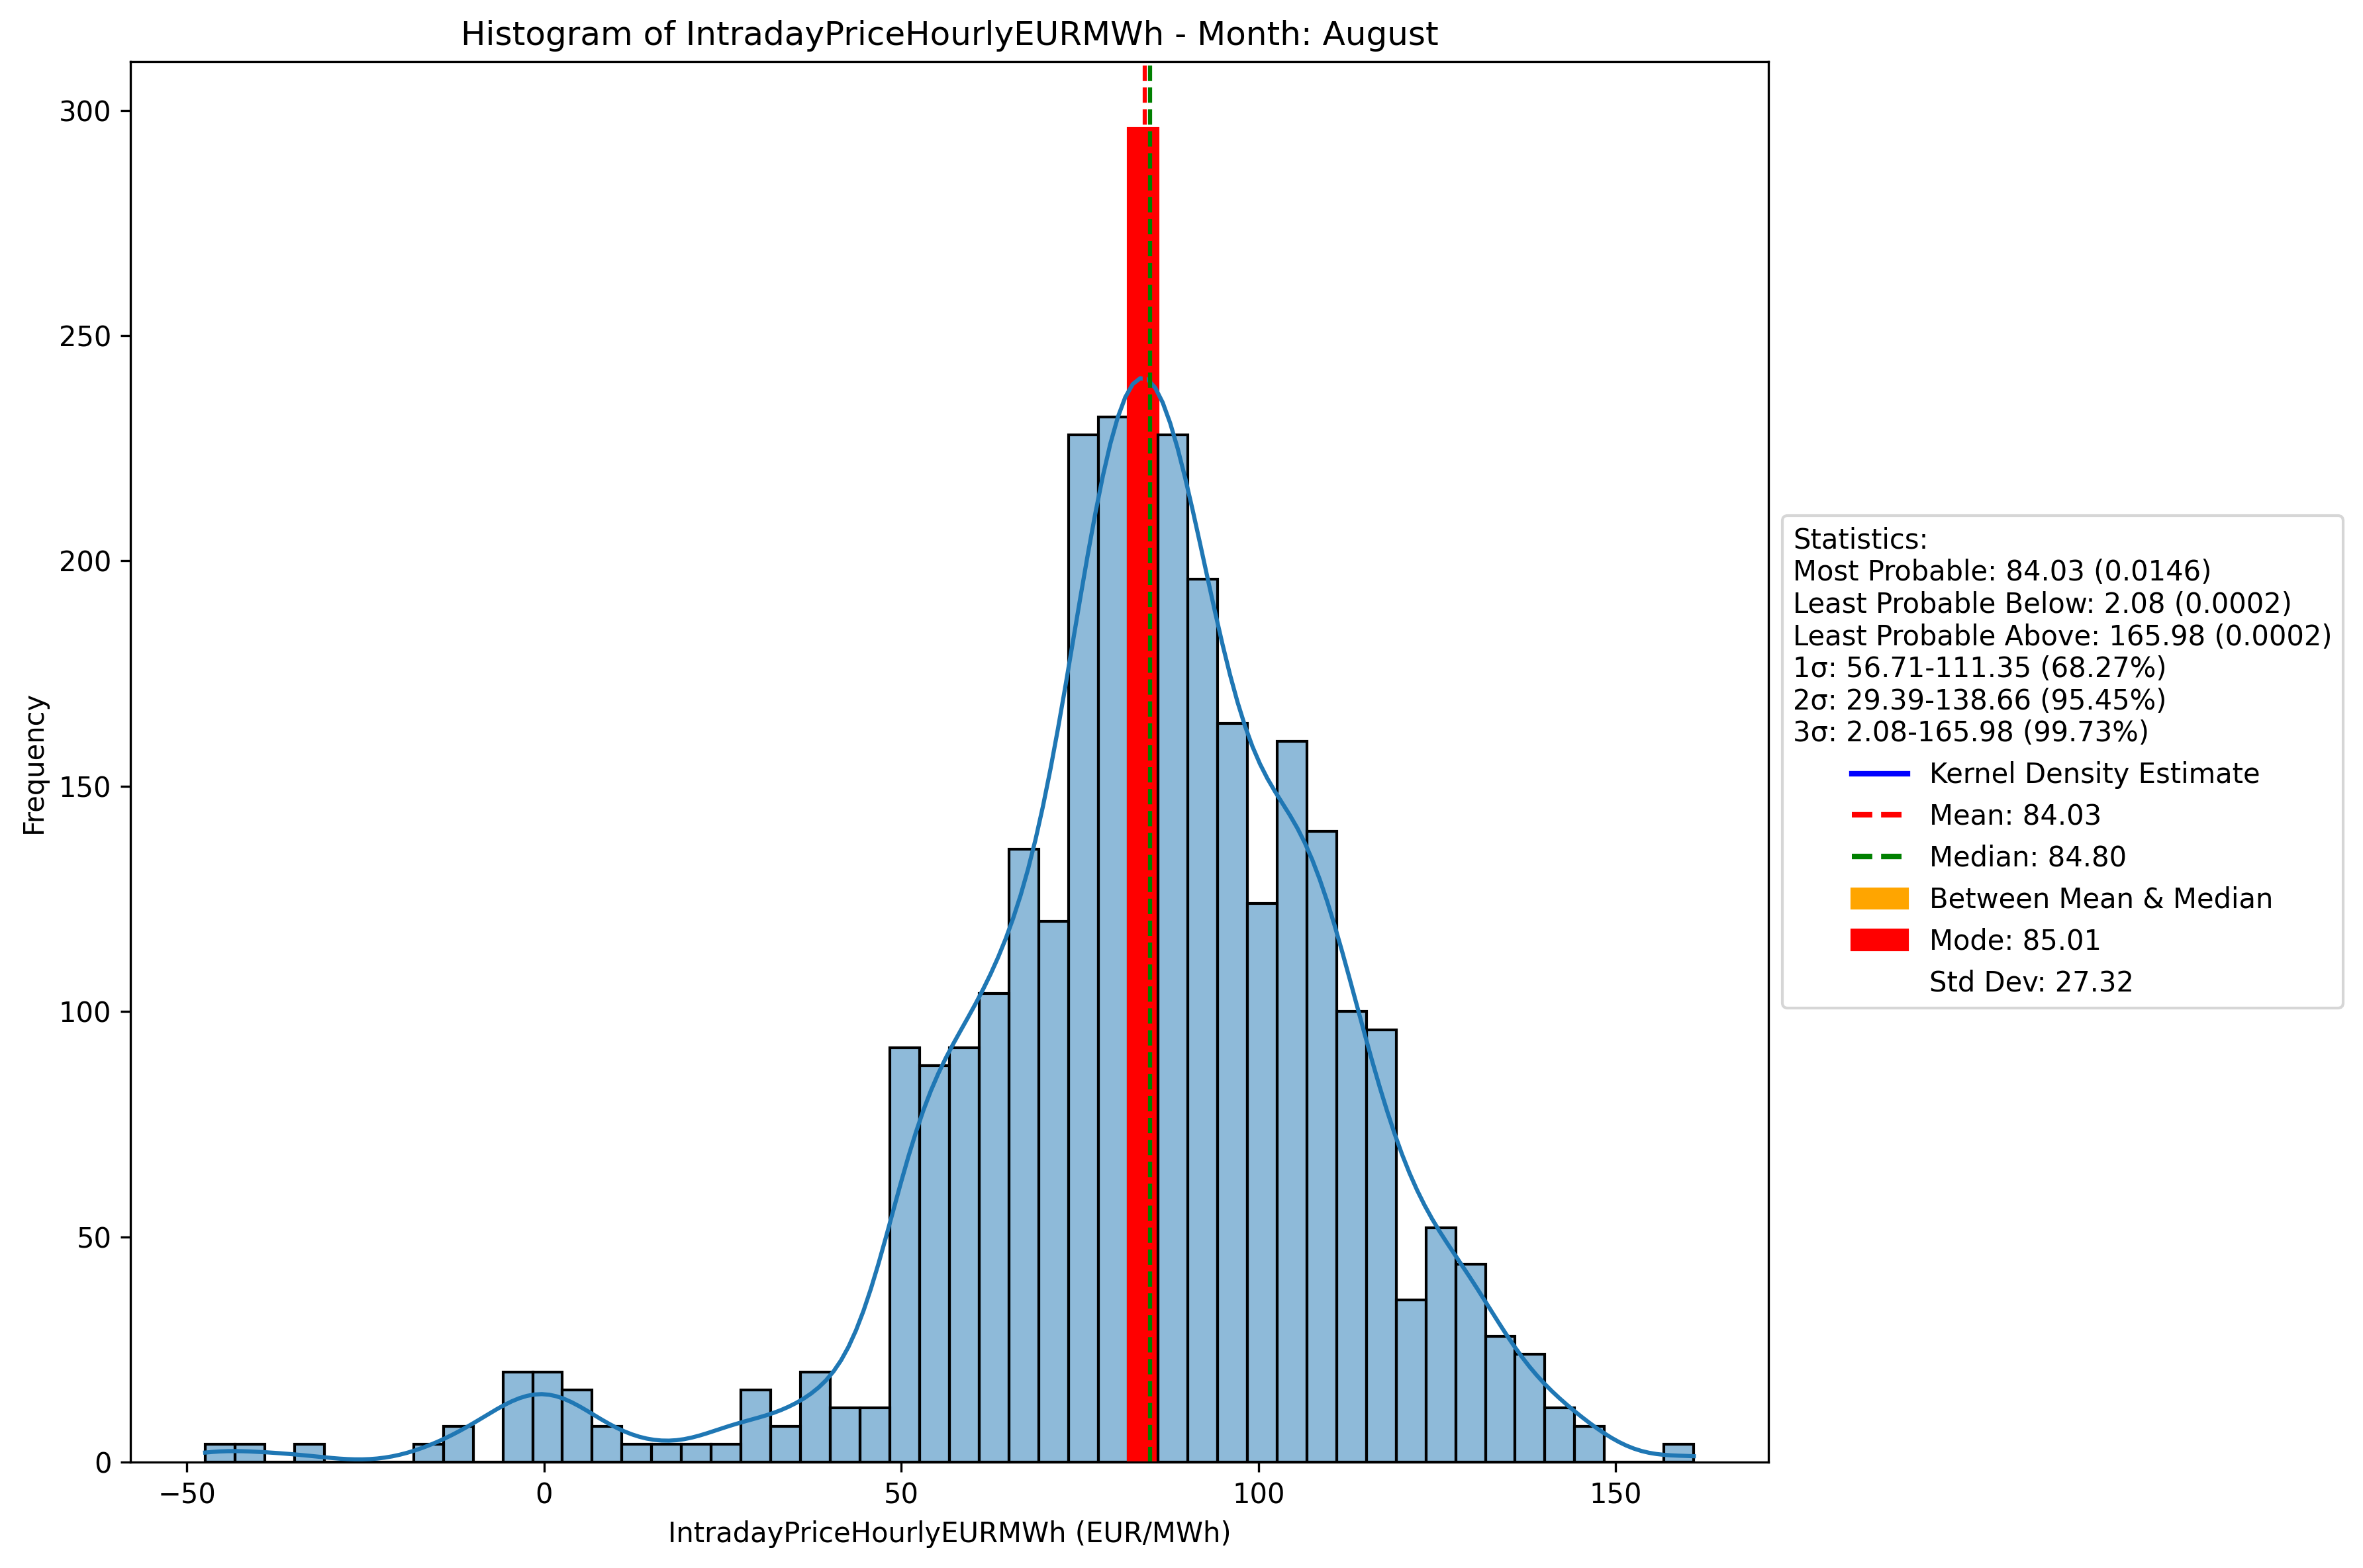 Histogram of IntradayPriceHourlyEURMWh - Month: August
300
250
200
150
100
50
0
Frequency
−50
0
50
100
150
IntradayPriceHourlyEURMWh (EUR/MWh)
Statistics:
Most Probable: 84.03 (0.0146)
Least Probable Below: 2.08 (0.0002)
Least Probable Above: 165.98 (0.0002)
1σ: 56.71-111.35 (68.27%)
2σ: 29.39-138.66 (95.45%)
3σ: 2.08-165.98 (99.73%)
Kernel Density Estimate
Mean: 84.03
Median: 84.80
Between Mean & Median
Mode: 85.01
Std Dev: 27.32